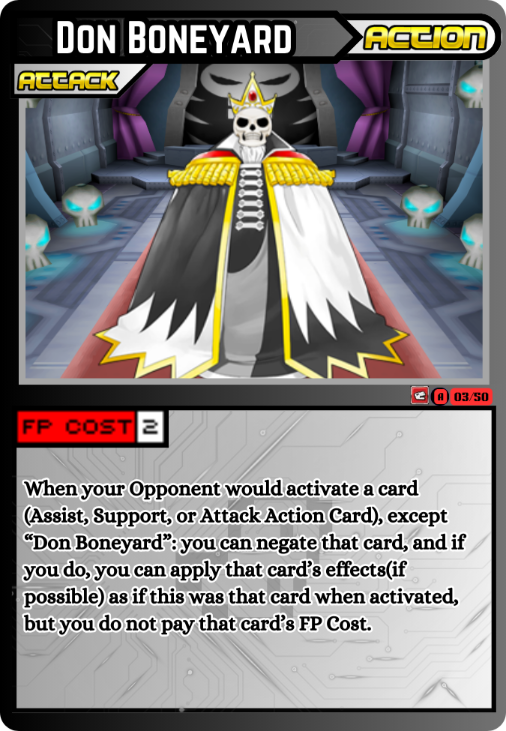 Don Boneyard
ACTION
ATTACK
A 03/50
FP COST 2
When your Opponent would activate a card
(Assist, Support, or Attack Action Card), except
“Don Boneyard”: you can negate that card, and if
you do, you can apply that card’s effects(if
possible) as if this was that card when activated,
but you do not pay that card’s FP Cost.